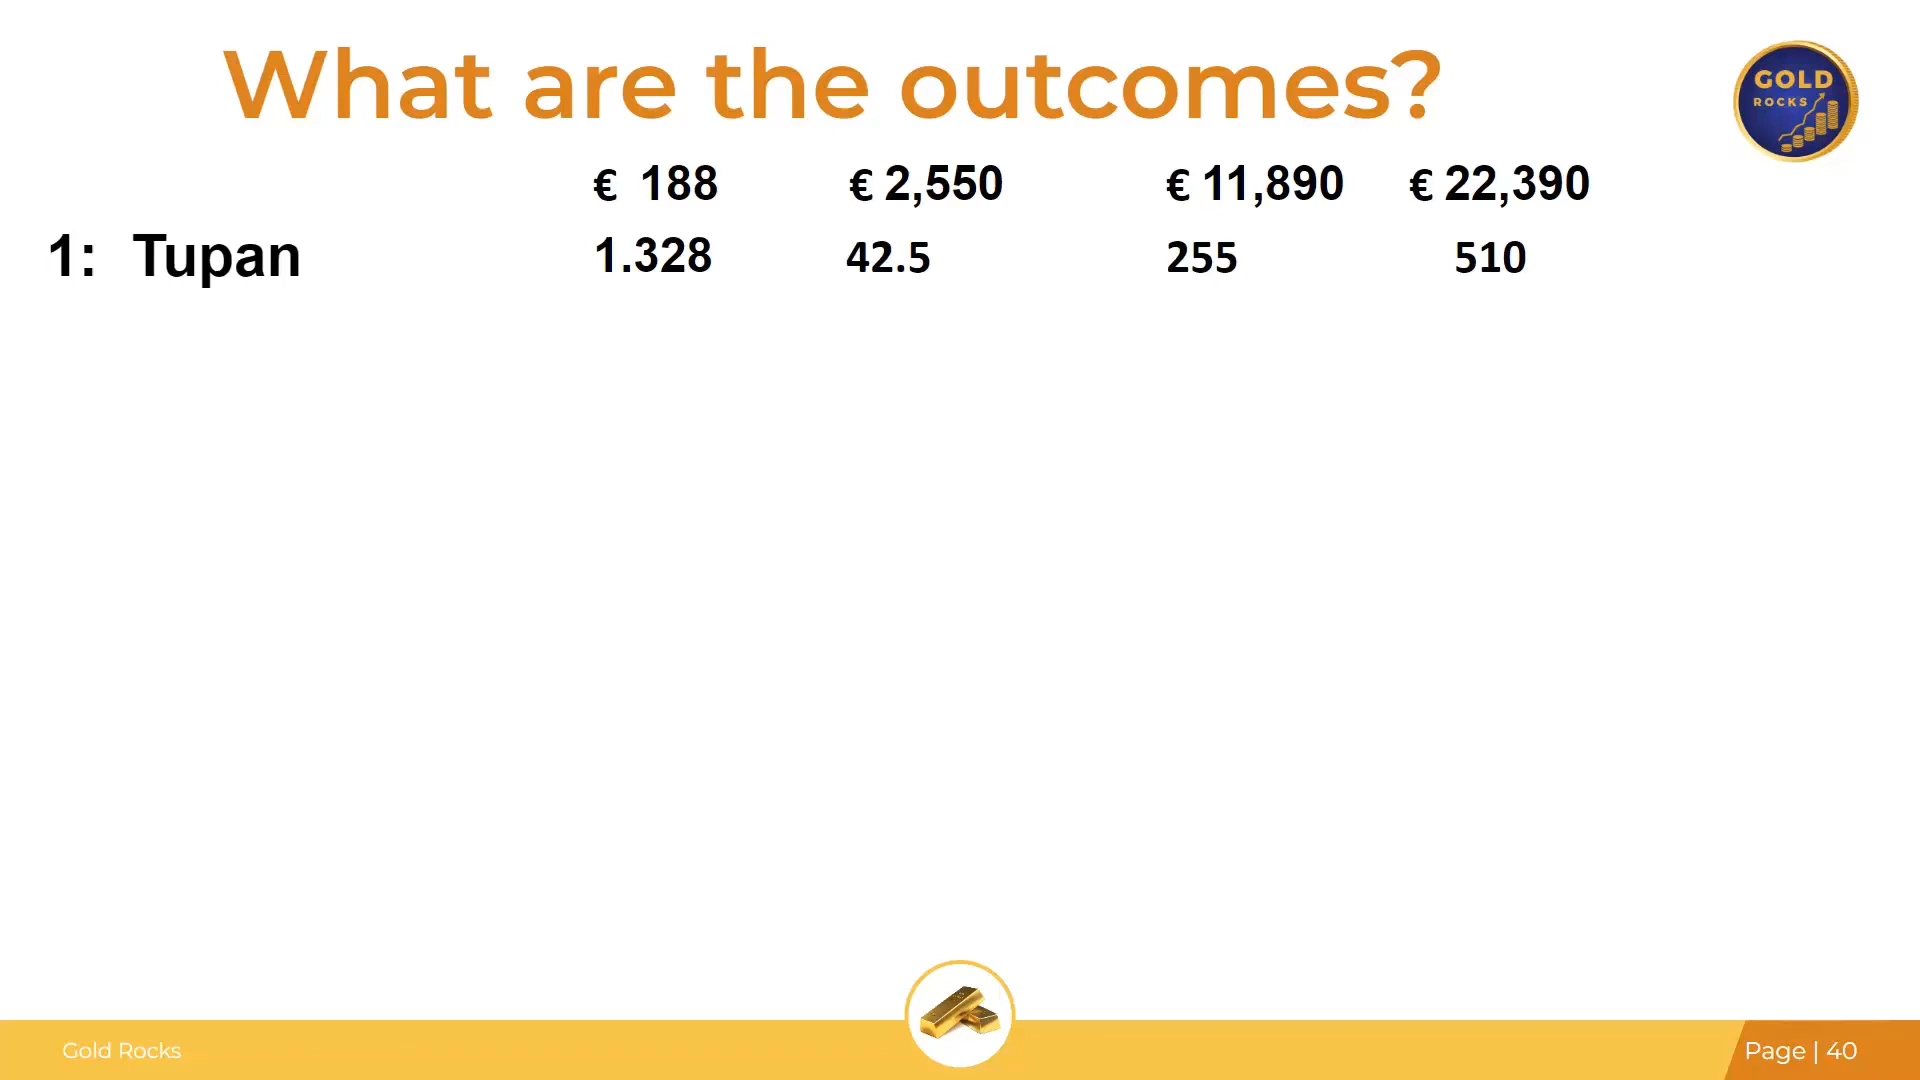 What are the outcomes?
GOLD
ROCKS
€ 188 € 2,550 € 11,890 € 22,390
1: Tupan 1.328 42.5 255 510
Gold Rocks
Page | 40